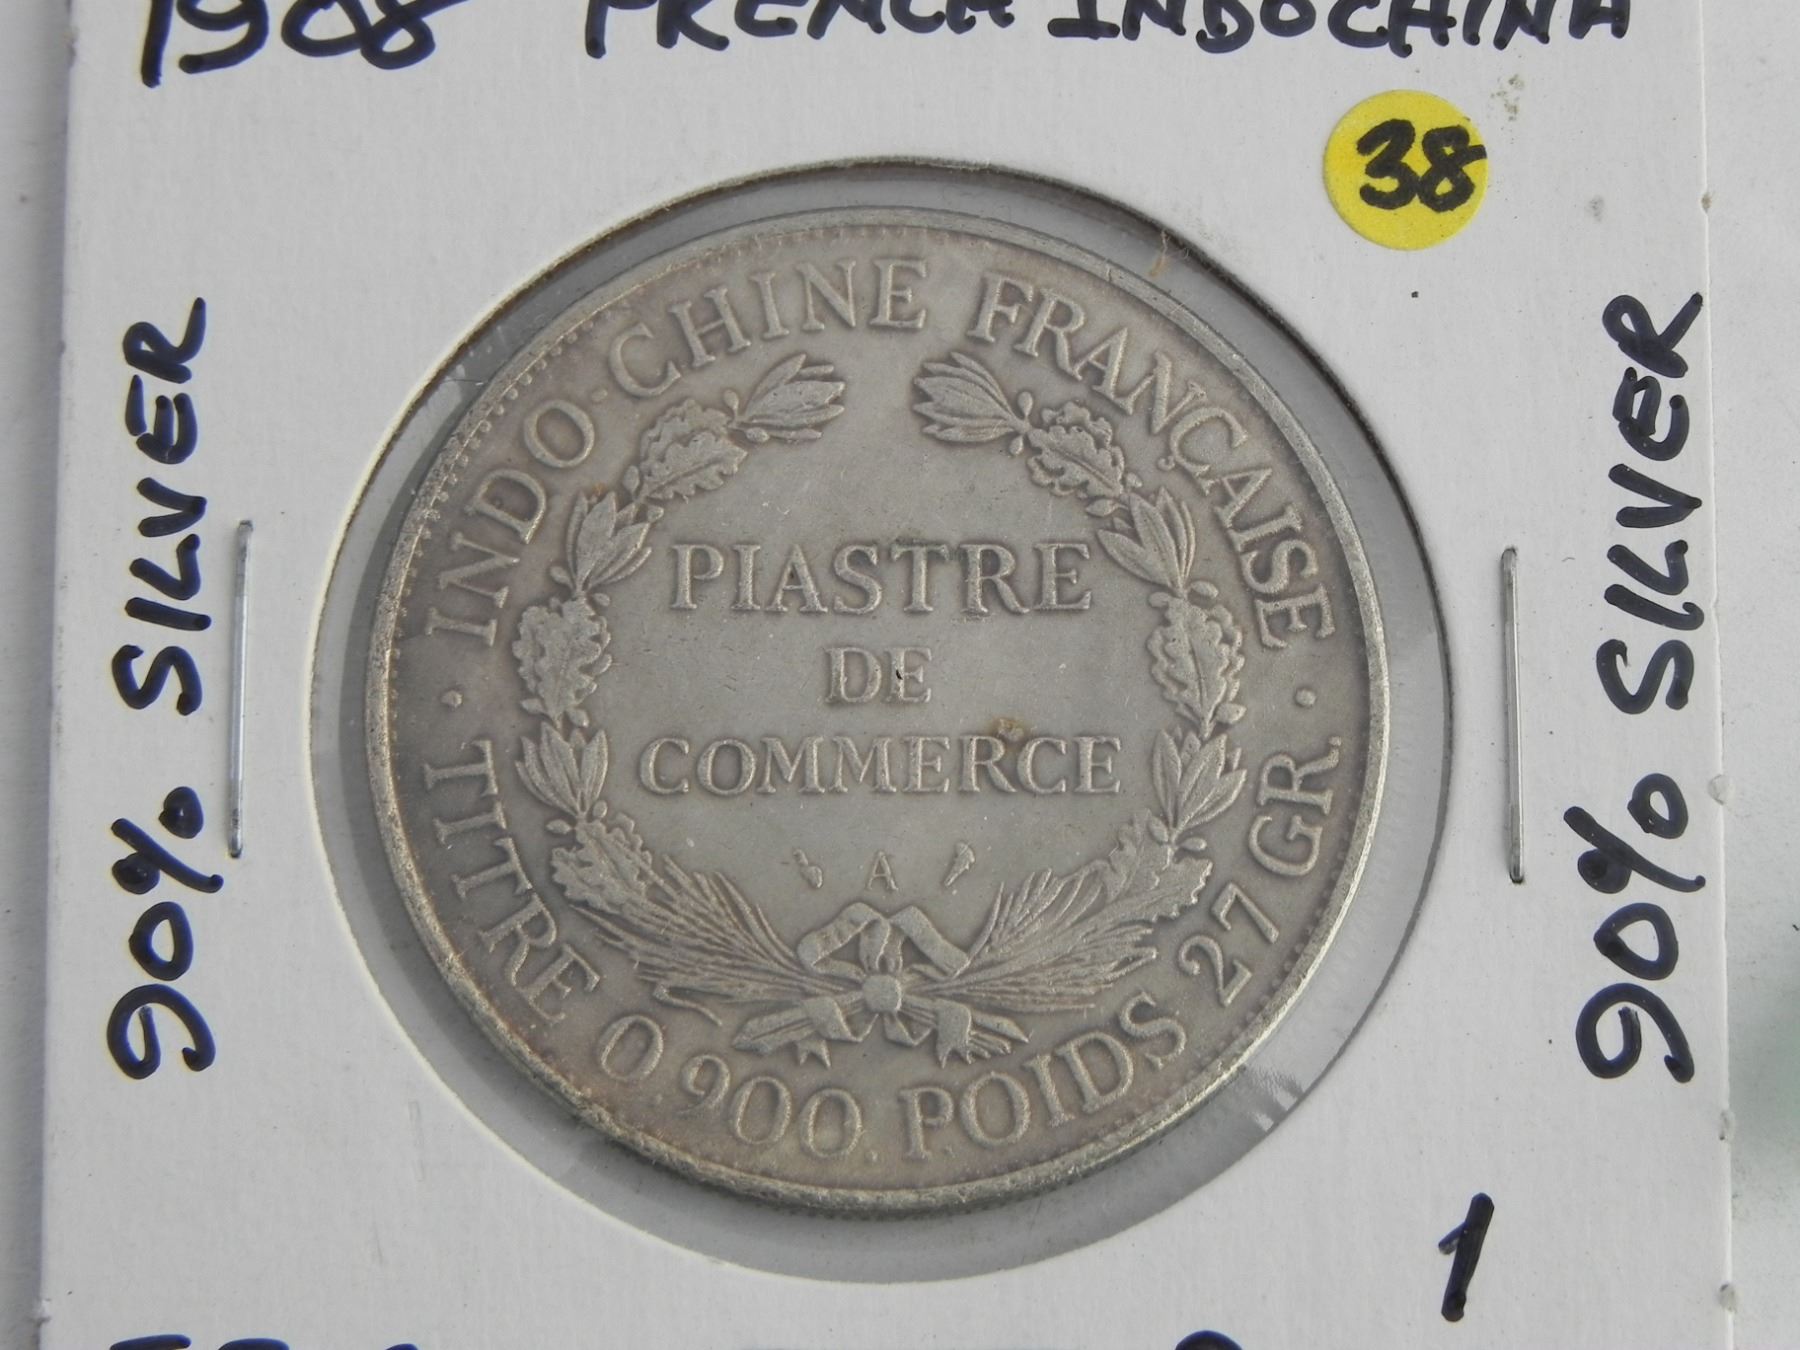 1908 FRENCH INDOCHINA
38
90% SILVER
90% SILVER
INDO-CHINE FRANÇAISE
PIASTRE
DE
COMMERCE
A
· TITRE 0,900. POIDS 27 GR. ·
1